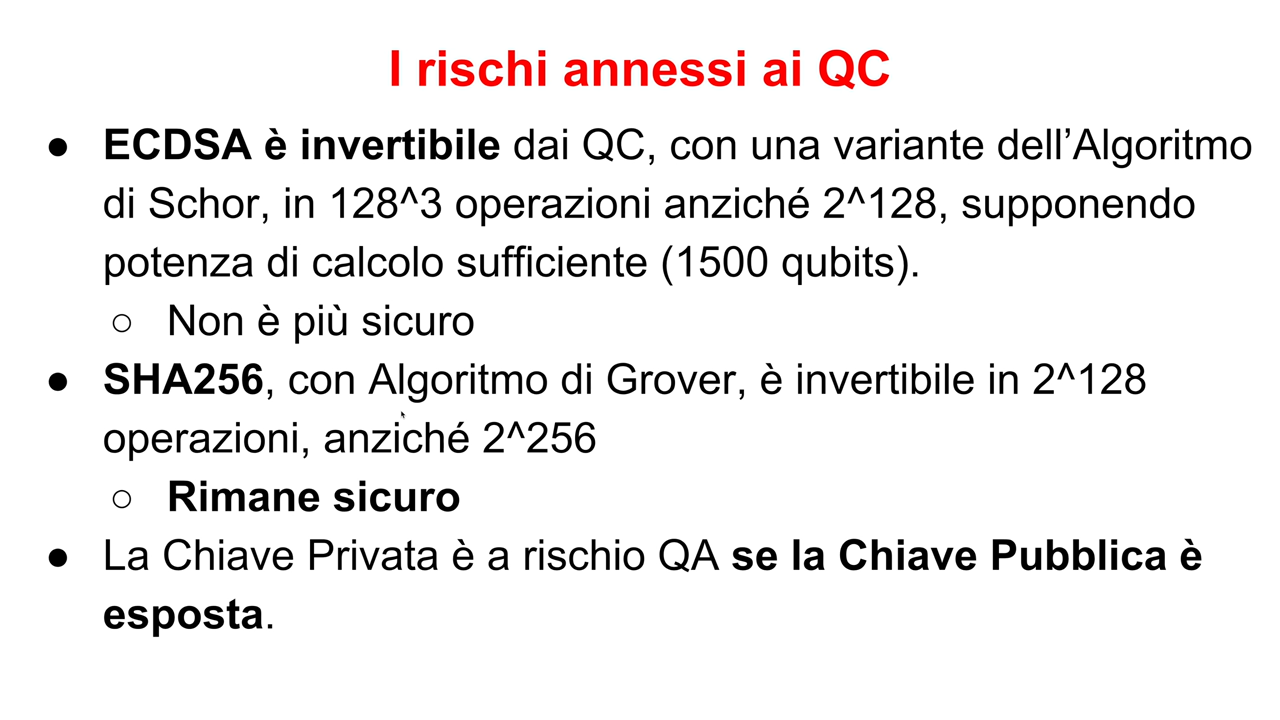 I rischi annessi ai QC
● ECDSA è invertibile dai QC, con una variante dell’Algoritmo
di Schor, in 128^3 operazioni anziché 2^128, supponendo
potenza di calcolo sufficiente (1500 qubits).
○ Non è più sicuro
● SHA256, con Algoritmo di Grover, è invertibile in 2^128
operazioni, anziché 2^256
○ Rimane sicuro
● La Chiave Privata è a rischio QA se la Chiave Pubblica è
esposta.